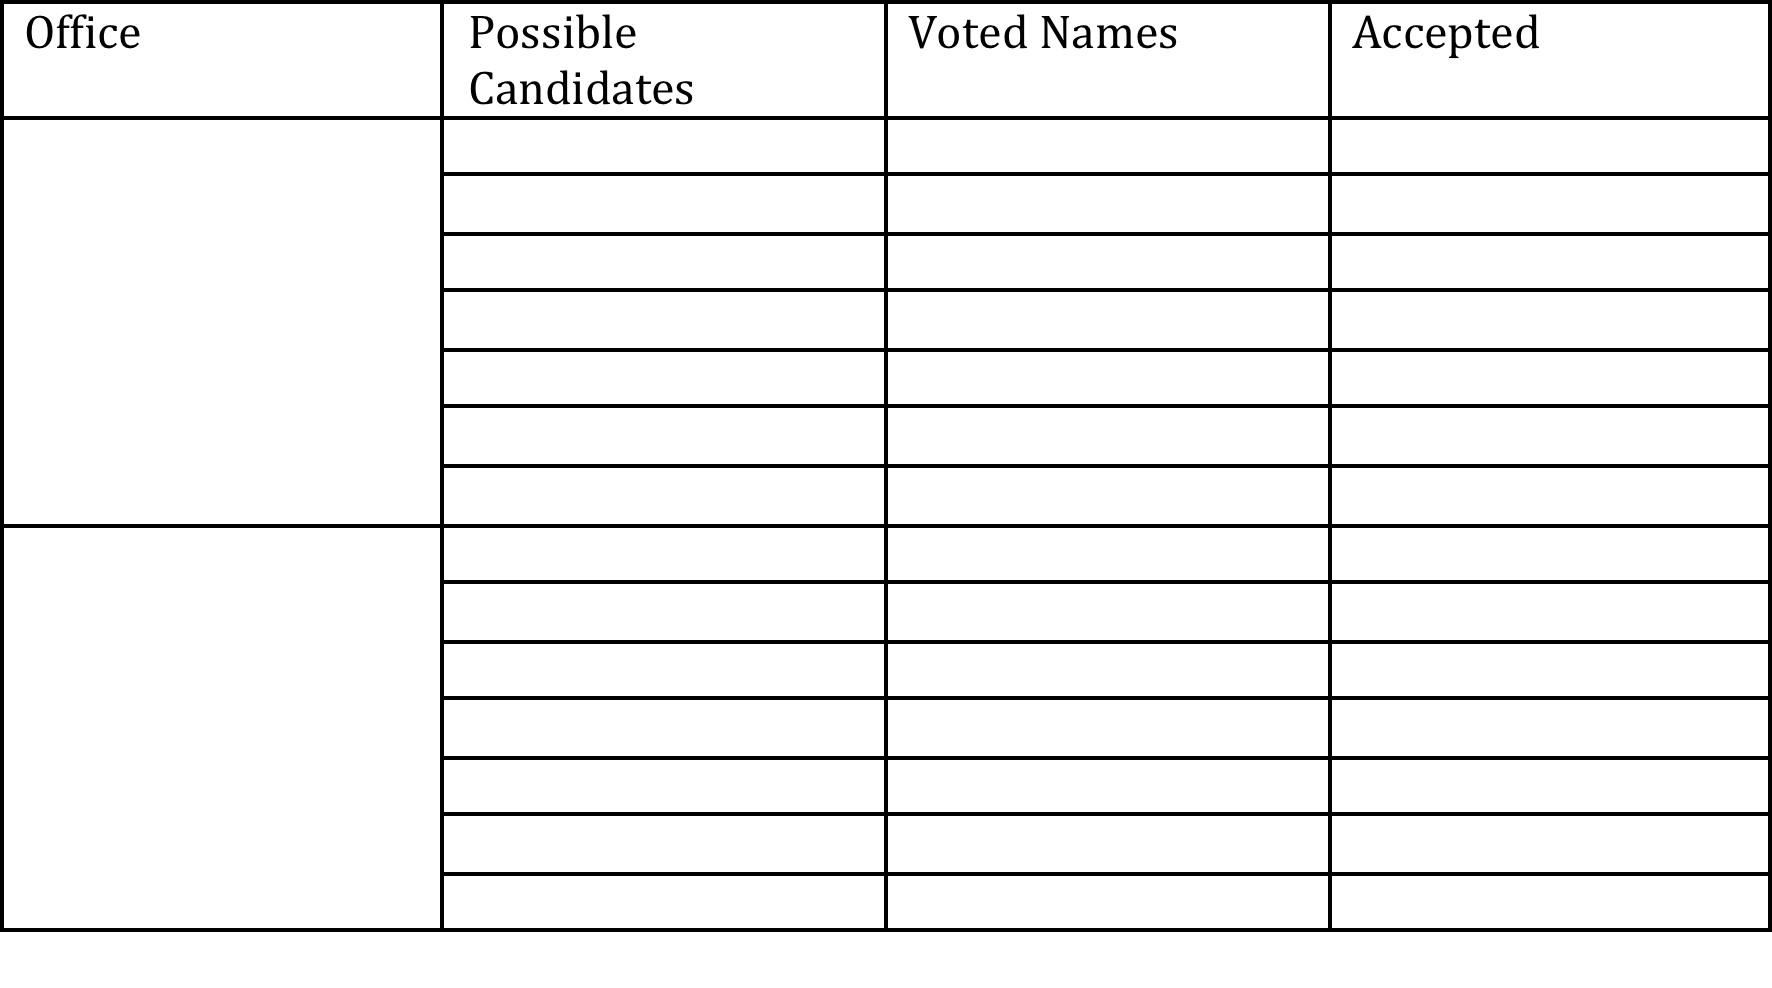 Office
Possible
Candidates
Voted Names
Accepted